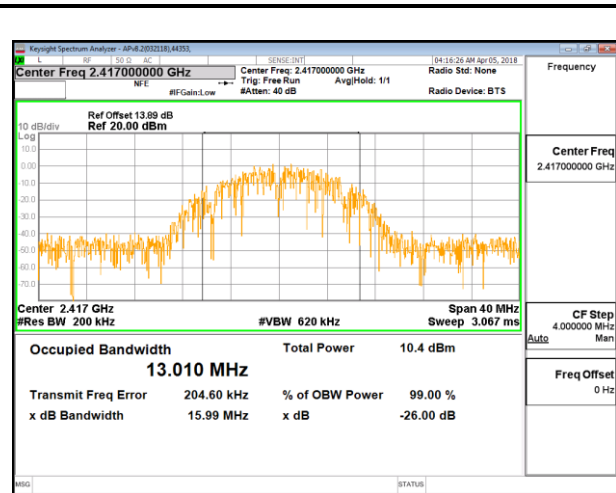 Keysight Spectrum Analyzer - APv8.2(032118),44353,
L RF 50 Ω AC SENSE:INT 04:16:26 AM Apr 05, 2018
Center Freq 2.417000000 GHz Center Freq: 2.417000000 GHz Radio Std: None Frequency
NFE Trig: Free Run Avg|Hold: 1/1
#IFGain:Low #Atten: 40 dB Radio Device: BTS
Ref Offset 13.89 dB
10 dB/div Ref 20.00 dBm
Log
10.0
0.00
-10.0
-20.0
-30.0
-40.0
-50.0
-60.0
-70.0
Center Freq
2.417000000 GHz
Center 2.417 GHz Span 40 MHz
#Res BW 200 kHz #VBW 620 kHz Sweep 3.067 ms
CF Step
4.000000 MHz
Auto Man
Occupied Bandwidth Total Power 10.4 dBm
13.010 MHz
Transmit Freq Error 204.60 kHz % of OBW Power 99.00 %
x dB Bandwidth 15.99 MHz x dB -26.00 dB
Freq Offset
0 Hz
MSG STATUS